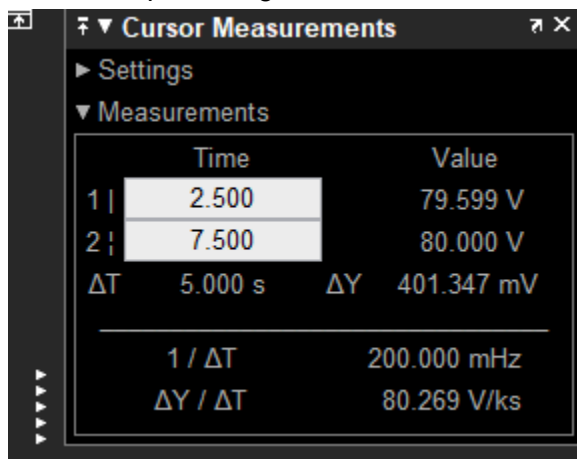 Cursor Measurements
Settings
Measurements
Time Value
1 | 2.500 79.599 V
2 ¦ 7.500 80.000 V
ΔT 5.000 s ΔY 401.347 mV
1 / ΔT 200.000 mHz
ΔY / ΔT 80.269 V/ks